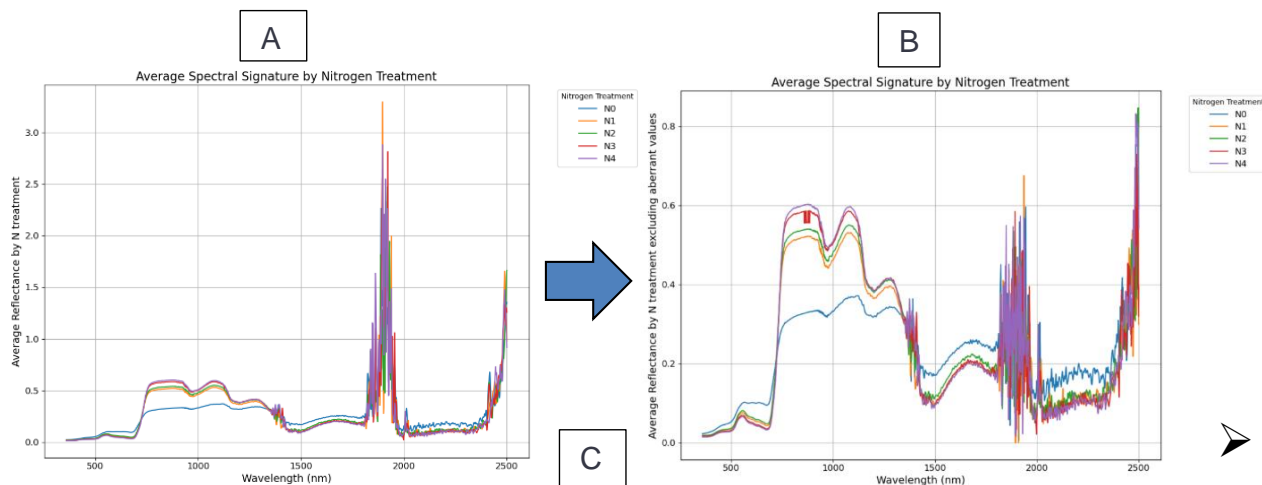 A
B
Average Spectral Signature by Nitrogen Treatment
Average Reflectance by N treatment
3.0
2.5
2.0
1.5
1.0
0.5
0.0
500
1000
1500
2000
2500
Wavelength (nm)
Nitrogen Treatment
N0
N1
N2
N3
N4
C
Average Spectral Signature by Nitrogen Treatment
Average Reflectance by N treatment excluding aberrant values
0.8
0.6
0.4
0.2
0.0
500
1000
1500
2000
2500
Wavelength (nm)
Nitrogen Treatment
N0
N1
N2
N3
N4